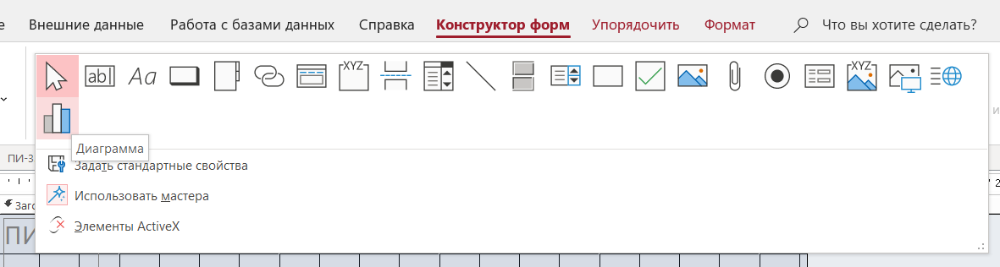 е Внешние данные Работа с базами данных Справка Конструктор форм Упорядочить Формат Что вы хотите сделать?
ab Aa XYZ XYZ
Диаграмма
ПИ-3
Задать стандартные свойства
Использовать мастера
Заго
Элементы ActiveX
ПИ